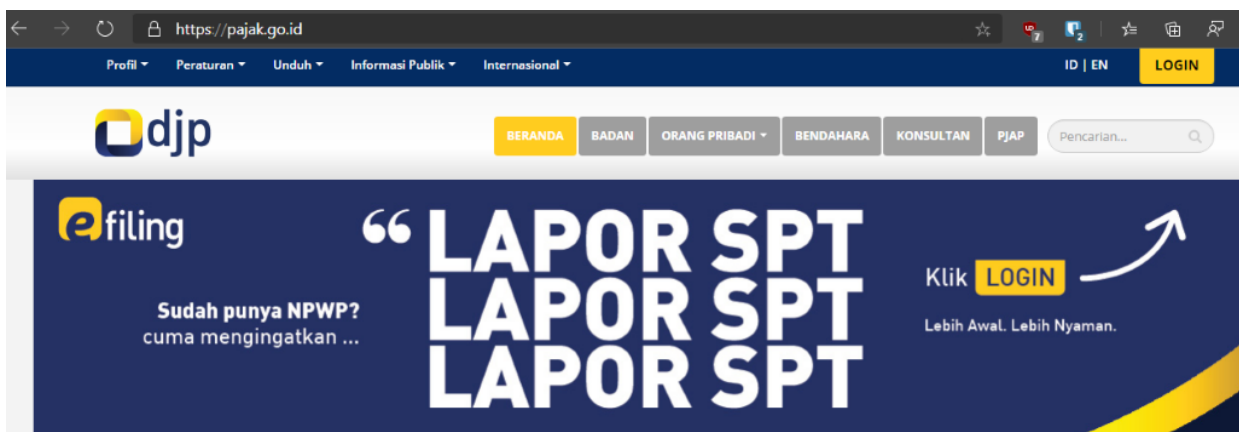 https://pajak.go.id
7
2
Profil Peraturan Unduh Informasi Publik Internasional ID | EN LOGIN
djp
BERANDA BADAN ORANG PRIBADI BENDAHARA KONSULTAN PJAP Pencarian...
efiling
“ LAPOR SPT
LAPOR SPT
LAPOR SPT
Sudah punya NPWP?
cuma mengingatkan ...
Klik LOGIN
Lebih Awal. Lebih Nyaman.